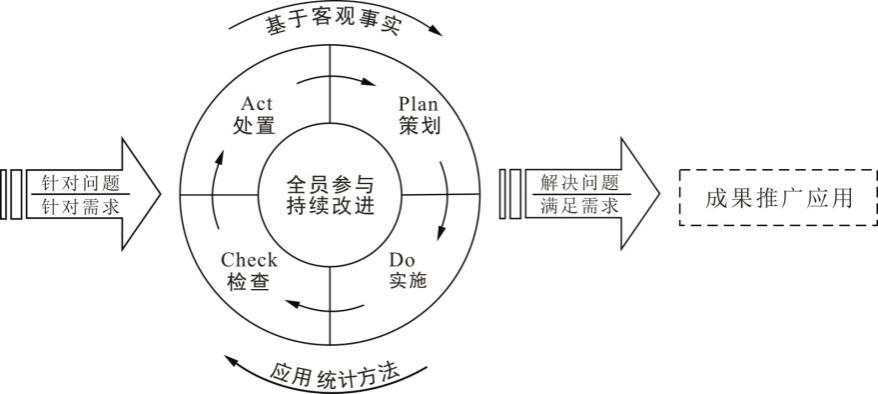 基于客观事实
Act
处置
Plan
策划
针对问题
针对需求
全员参与
持续改进
解决问题
满足需求
成果推广应用
Check
检查
Do
实施
应用统计方法